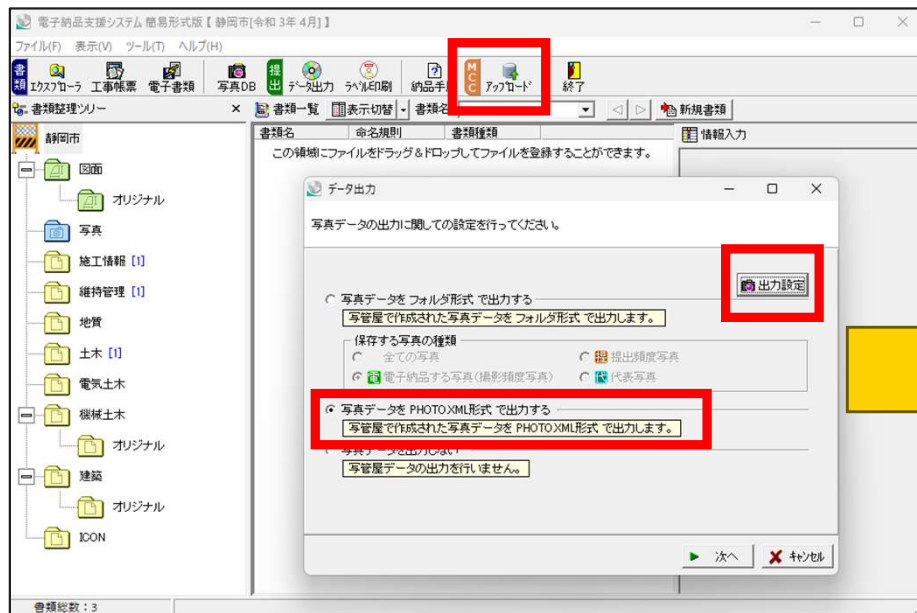 電子納品支援システム 簡易形式版【 静岡市[令和 3年 4月] 】
ファイル(F) 表示(V) ツール(T) ヘルプ(H)
書類 エクスプローラ 工事帳票 電子書類 写真DB 提出 データ出力 ラベル印刷 MCC アップロード 終了
書類整理ツリー × 書類一覧 表示切替 新規書類
静岡市
図面
オリジナル
写真
施工情報 [1]
維持管理 [1]
地質
土木 [1]
電気土木
機械土木
オリジナル
建築
オリジナル
ICON
書類名 命名規則 書類種類
この領域にファイルをドラッグ&ドロップしてファイルを登録することができます。
情報入力
データ出力
写真データの出力に関しての設定を行ってください。
出力設定
写真データを フォルダ形式 で出力する
写管屋で作成された写真データを フォルダ形式 で出力します。
保存する写真の種類
全ての写真 提出頻度写真
電子納品する写真(撮影頻度写真) 代表写真
写真データを PHOTO.XML形式 で出力する
写管屋で作成された写真データを PHOTO.XML形式 で出力します。
写真データを出力しない
写管屋データの出力を行いません。
次へ キャンセル
書類総数:3